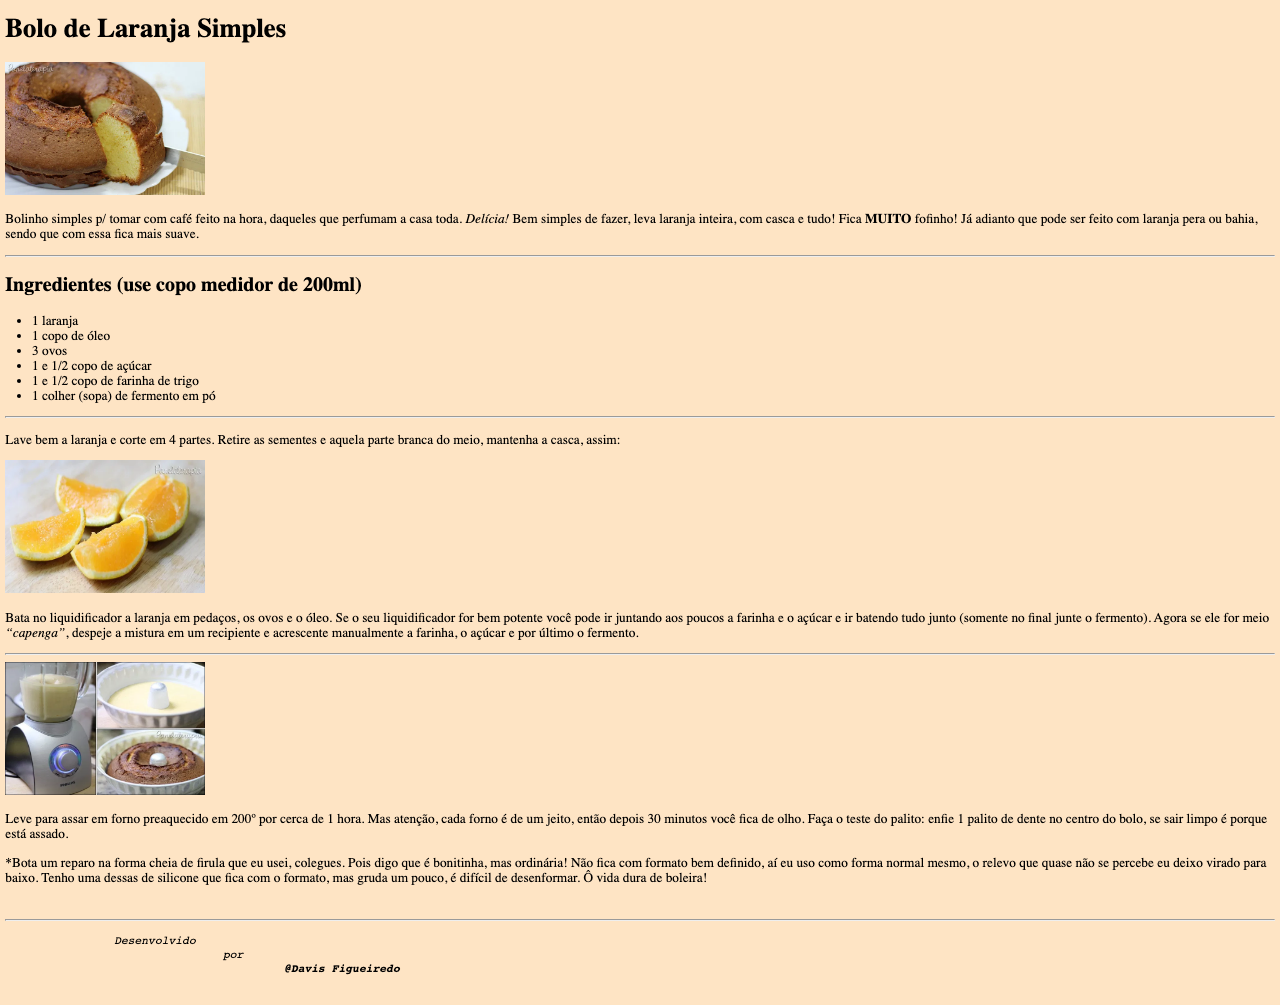 Bolo de Laranja Simples
Bolinho simples p/ tomar com café feito na hora, daqueles que perfumam a casa toda. Delícia! Bem simples de fazer, leva laranja inteira, com casca e tudo! Fica MUITO fofinho! Já adianto que pode ser feito com laranja pera ou bahia,
sendo que com essa fica mais suave.
Ingredientes (use copo medidor de 200ml)
• 1 laranja
• 1 copo de óleo
• 3 ovos
• 1 e 1/2 copo de açúcar
• 1 e 1/2 copo de farinha de trigo
• 1 colher (sopa) de fermento em pó
Lave bem a laranja e corte em 4 partes. Retire as sementes e aquela parte branca do meio, mantenha a casca, assim:
Bata no liquidificador a laranja em pedaços, os ovos e o óleo. Se o seu liquidificador for bem potente você pode ir juntando aos poucos a farinha e o açúcar e ir batendo tudo junto (somente no final junte o fermento). Agora se ele for meio
“capenga”, despeje a mistura em um recipiente e acrescente manualmente a farinha, o açúcar e por último o fermento.
Leve para assar em forno preaquecido em 200º por cerca de 1 hora. Mas atenção, cada forno é de um jeito, então depois 30 minutos você fica de olho. Faça o teste do palito: enfie 1 palito de dente no centro do bolo, se sair limpo é porque
está assado.
*Bota um reparo na forma cheia de firula que eu usei, colegues. Pois digo que é bonitinha, mas ordinária! Não fica com formato bem definido, aí eu uso como forma normal mesmo, o relevo que quase não se percebe eu deixo virado para
baixo. Tenho uma dessas de silicone que fica com o formato, mas gruda um pouco, é difícil de desenformar. Ô vida dura de boleira!
Desenvolvido
por
@Davis Figueiredo